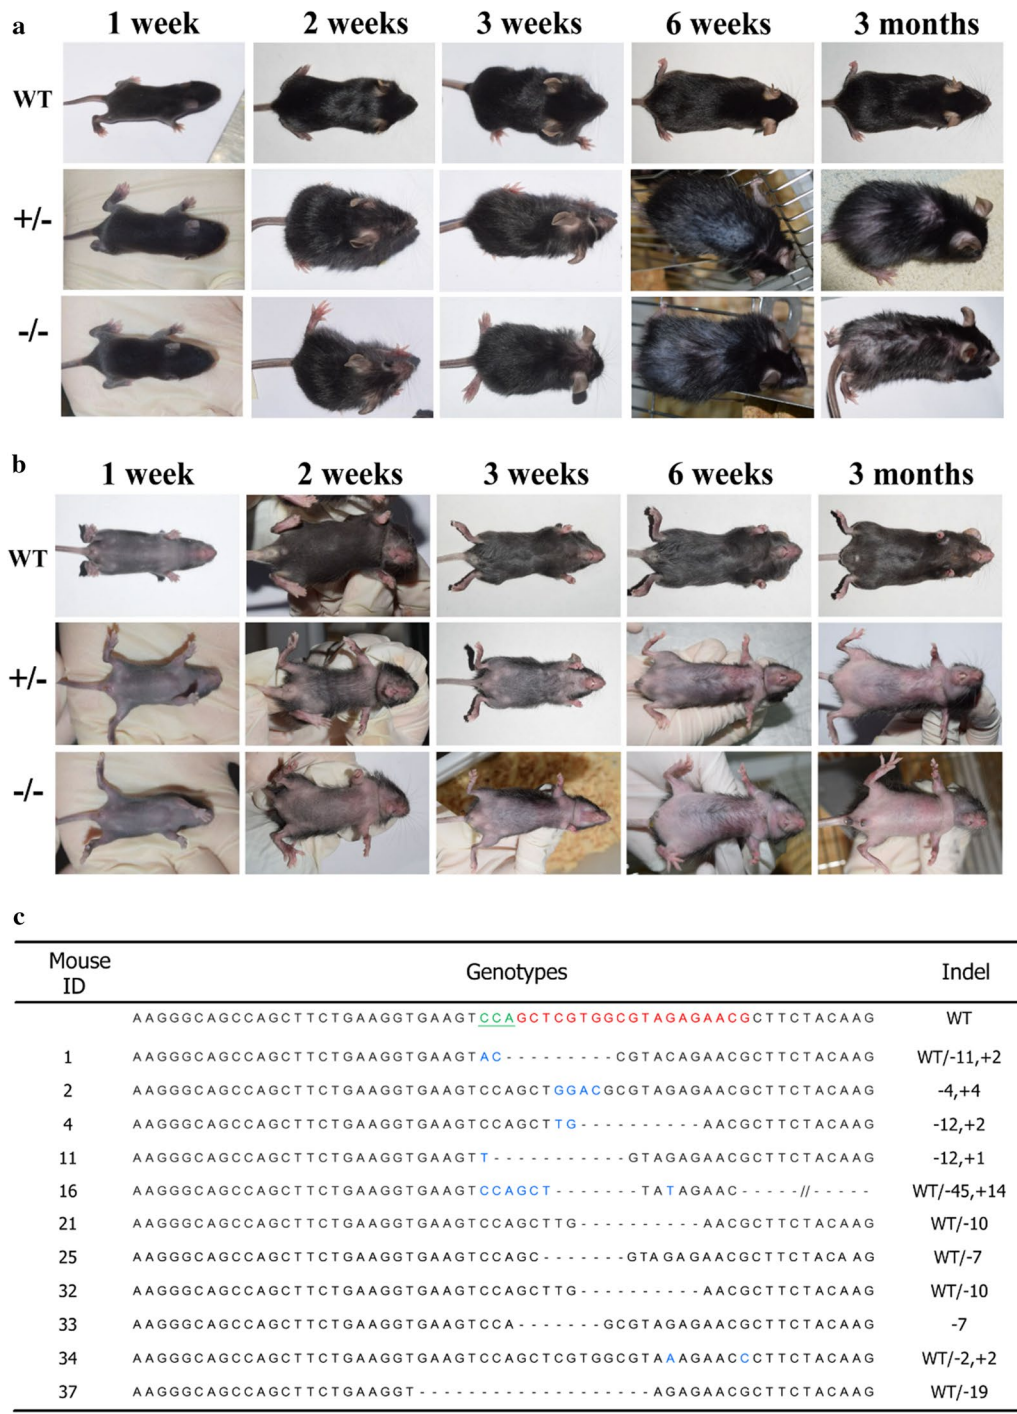 a
1 week 2 weeks 3 weeks 6 weeks 3 months
WT
+/-
-/-
b
1 week 2 weeks 3 weeks 6 weeks 3 months
WT
+/-
-/-
c
Mouse ID Genotypes Indel
AAGGGCAGCCAGCTTCTGAAGGTGAAGTCCAGCTCGTGGCGTAGAGAACGCTTCTACAAG WT
1 AAGGGCAGCCAGCTTCTGAAGGTGAAGTAC---------CGTACAGAACGCTTCTACAAG WT/-11,+2
2 AAGGGCAGCCAGCTTCTGAAGGTGAAGTCCAGCTGGACGCGTAGAGAACGCTTCTACAAG -4,+4
4 AAGGGCAGCCAGCTTCTGAAGGTGAAGTCCAGCTTG----------AACGCTTCTACAAG -12,+2
11 AAGGGCAGCCAGCTTCTGAAGGTGAAGTT-----------GTAGAGAACGCTTCTACAAG -12,+1
16 AAGGGCAGCCAGCTTCTGAAGGTGAAGTCCAGCT-------TATAGAAC-----//----- WT/-45,+14
21 AAGGGCAGCCAGCTTCTGAAGGTGAAGTCCAGCTTG----------AACGCTTCTACAAG WT/-10
25 AAGGGCAGCCAGCTTCTGAAGGTGAAGTCCAGC-------GTAGAGAACGCTTCTACAAG WT/-7
32 AAGGGCAGCCAGCTTCTGAAGGTGAAGTCCAGCTTG----------AACGCTTCTACAAG WT/-10
33 AAGGGCAGCCAGCTTCTGAAGGTGAAGTCCA-------GCGTAGAGAACGCTTCTACAAG -7
34 AAGGGCAGCCAGCTTCTGAAGGTGAAGTCCAGCTCGTGGCGTAAAGAACCCTTCTACAAG WT/-2,+2
37 AAGGGCAGCCAGCTTCTGAAGGT-------------------AGAGAACGCTTCTACAAG WT/-19